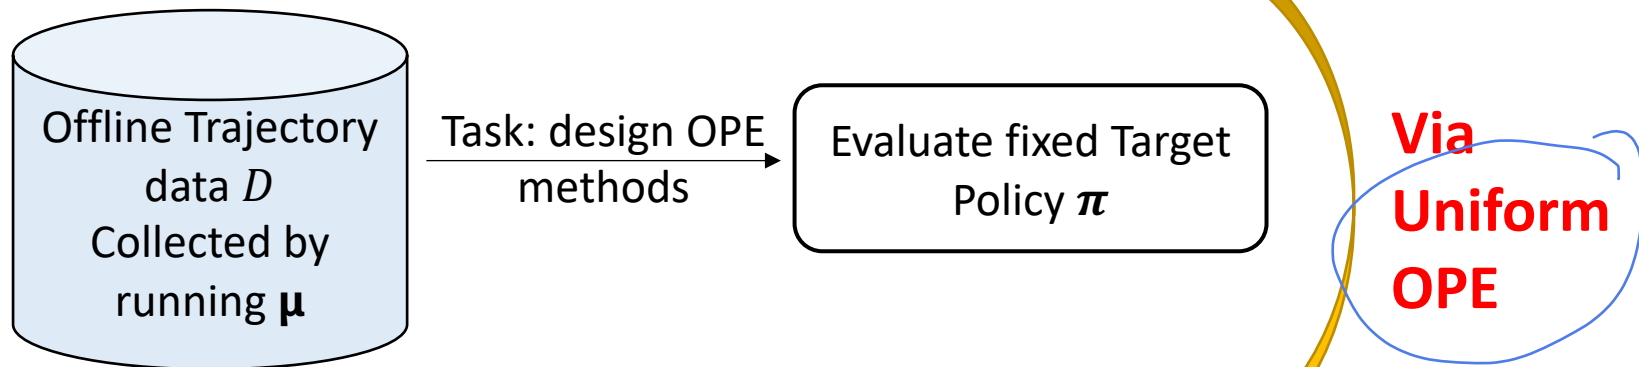 Offline Trajectory
data D
Collected by
running μ
Task: design OPE
methods
Evaluate fixed Target
Policy π
Via
Uniform
OPE